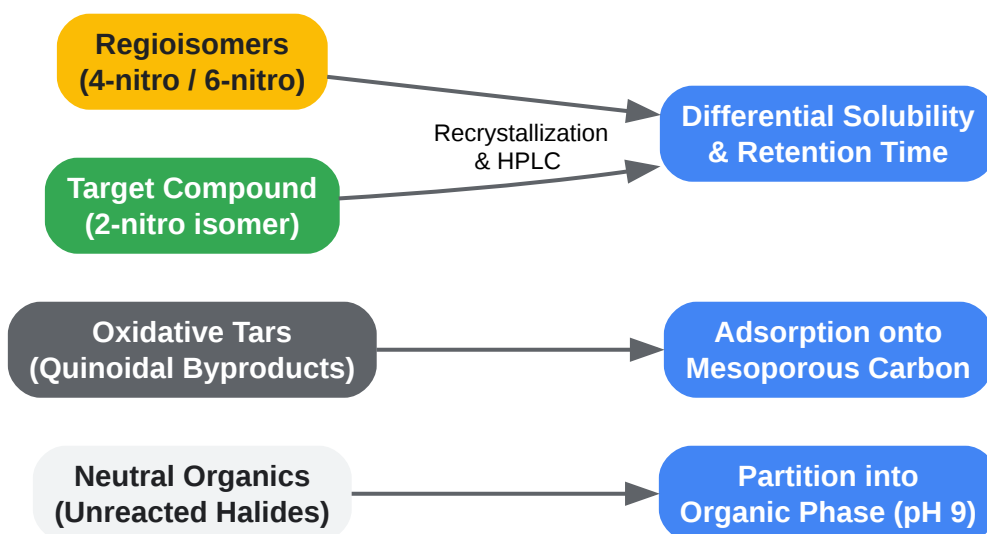 Regioisomers
(4-nitro / 6-nitro)
Recrystallization
& HPLC
Differential Solubility
& Retention Time
Target Compound
(2-nitro isomer)
Oxidative Tars
(Quinoidal Byproducts)
Adsorption onto
Mesoporous Carbon
Neutral Organics
(Unreacted Halides)
Partition into
Organic Phase (pH 9)